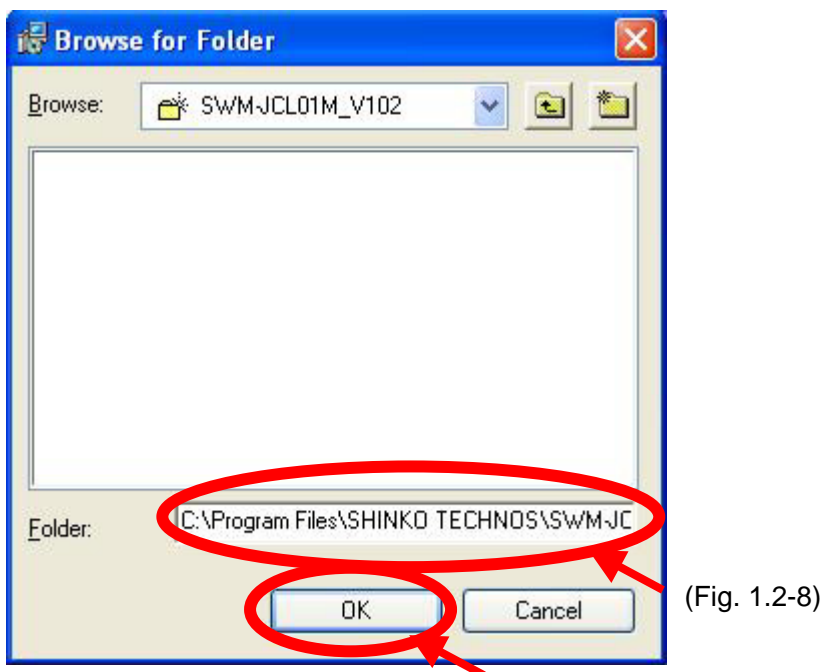 Browse for Folder
Browse: SWM-JCL01M_V102
Folder: C:\Program Files\SHINKO TECHNOS\SWM-JC
OK Cancel
(Fig. 1.2-8)